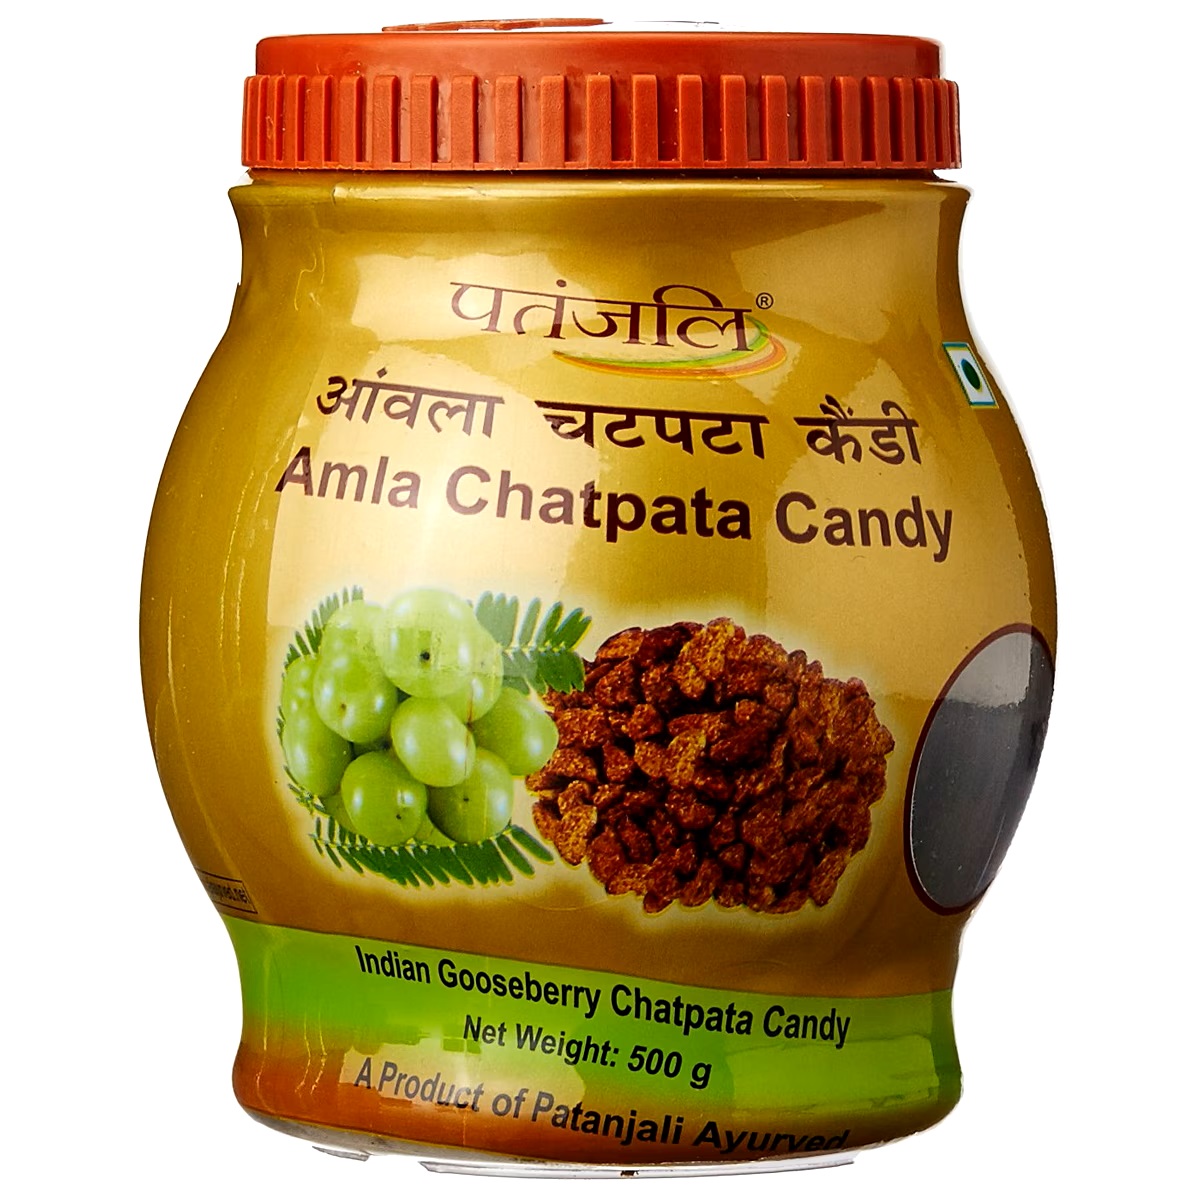 पतंजलि®
आंवला चटपटा कैंडी
Amla Chatpata Candy
Indian Gooseberry Chatpata Candy
Net Weight: 500 g
A Product of Patanjali Ayurved